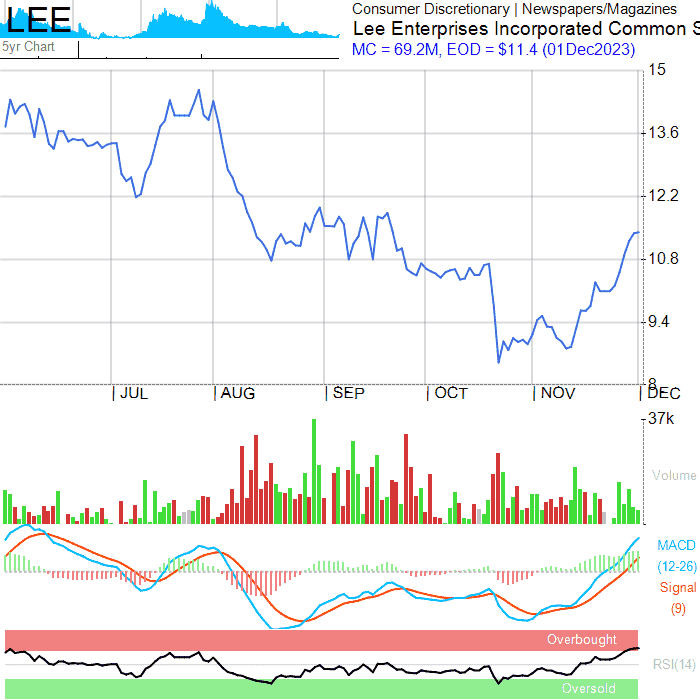 LEE
5yr Chart
Consumer Discretionary | Newspapers/Magazines
Lee Enterprises Incorporated Common S
MC = 69.2M, EOD = $11.4 (01Dec2023)
15
13.6
12.2
10.8
9.4
8
JUL AUG SEP OCT NOV DEC
37k
Volume
MACD
(12-26)
Signal
(9)
Overbought
RSI(14)
Oversold